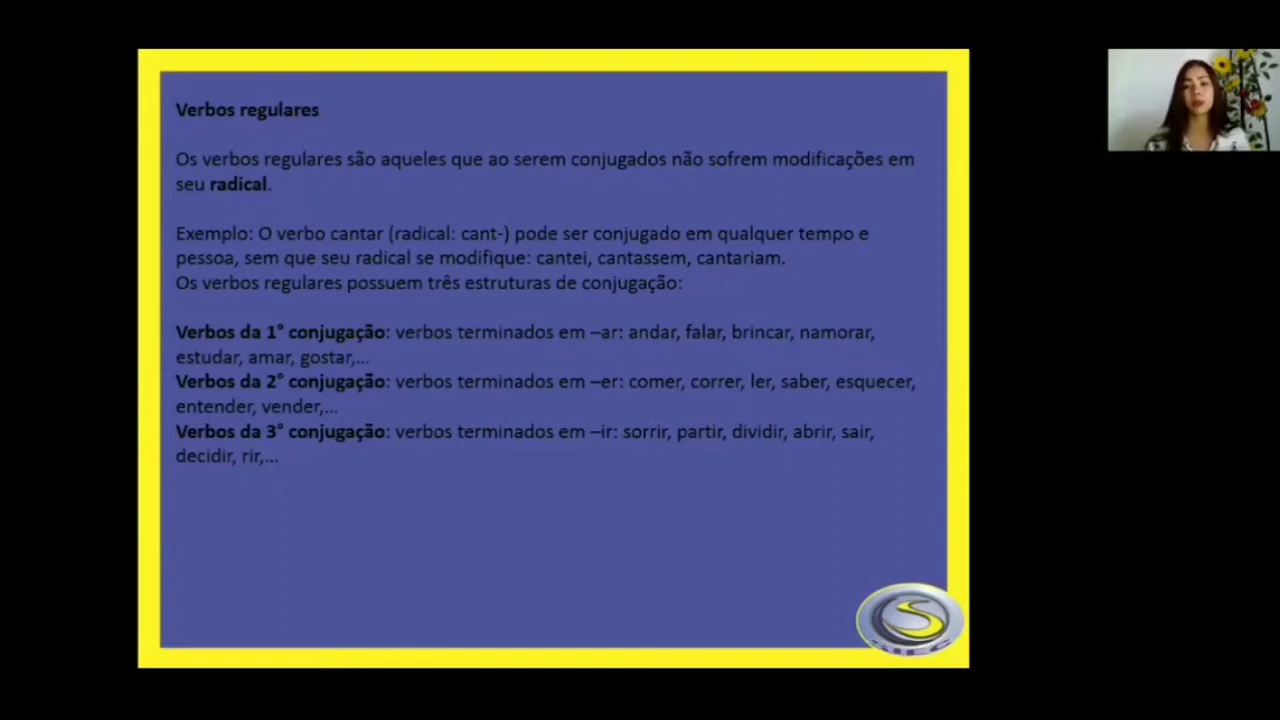 Verbos regulares
Os verbos regulares são aqueles que ao serem conjugados não sofrem modificações em
seu radical.
Exemplo: O verbo cantar (radical: cant-) pode ser conjugado em qualquer tempo e
pessoa, sem que seu radical se modifique: cantei, cantassem, cantariam.
Os verbos regulares possuem três estruturas de conjugação:
Verbos da 1° conjugação: verbos terminados em –ar: andar, falar, brincar, namorar,
estudar, amar, gostar,...
Verbos da 2° conjugação: verbos terminados em –er: comer, correr, ler, saber, esquecer,
entender, vender,...
Verbos da 3° conjugação: verbos terminados em –ir: sorrir, partir, dividir, abrir, sair,
decidir, rir,...